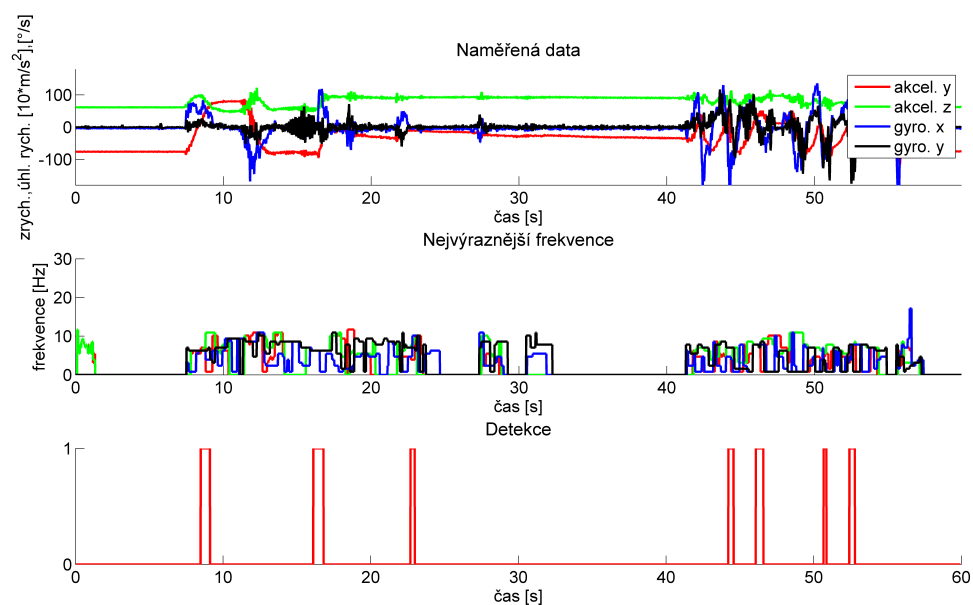 Naměřená data
zrych.,úhl. rych. [10*m/s²],[°/s]
100
0
-100
akcel. y
akcel. z
gyro. x
gyro. y
0 10 20 30 40 50
čas [s]
Nejvýraznější frekvence
frekvence [Hz]
30
20
10
0
0 10 20 30 40 50
čas [s]
Detekce
1
0
0 10 20 30 40 50 60
čas [s]